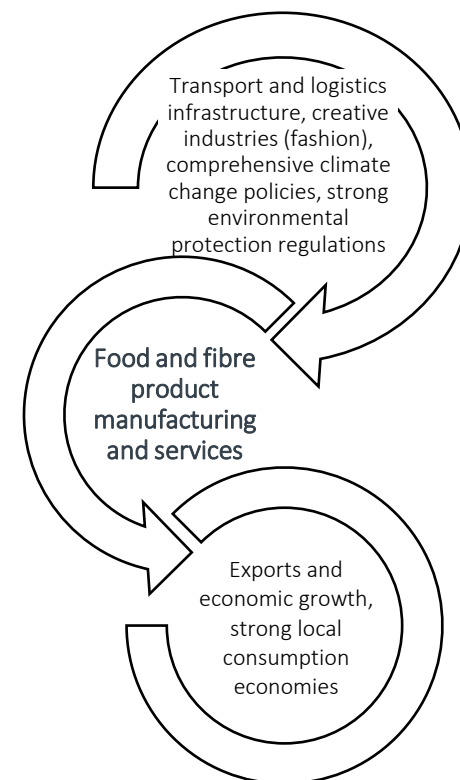 Transport and logistics
infrastructure, creative
industries (fashion),
comprehensive climate
change policies, strong
environmental
protection regulations
Food and fibre
product
manufacturing
and services
Exports and
economic growth,
strong local
consumption
economies